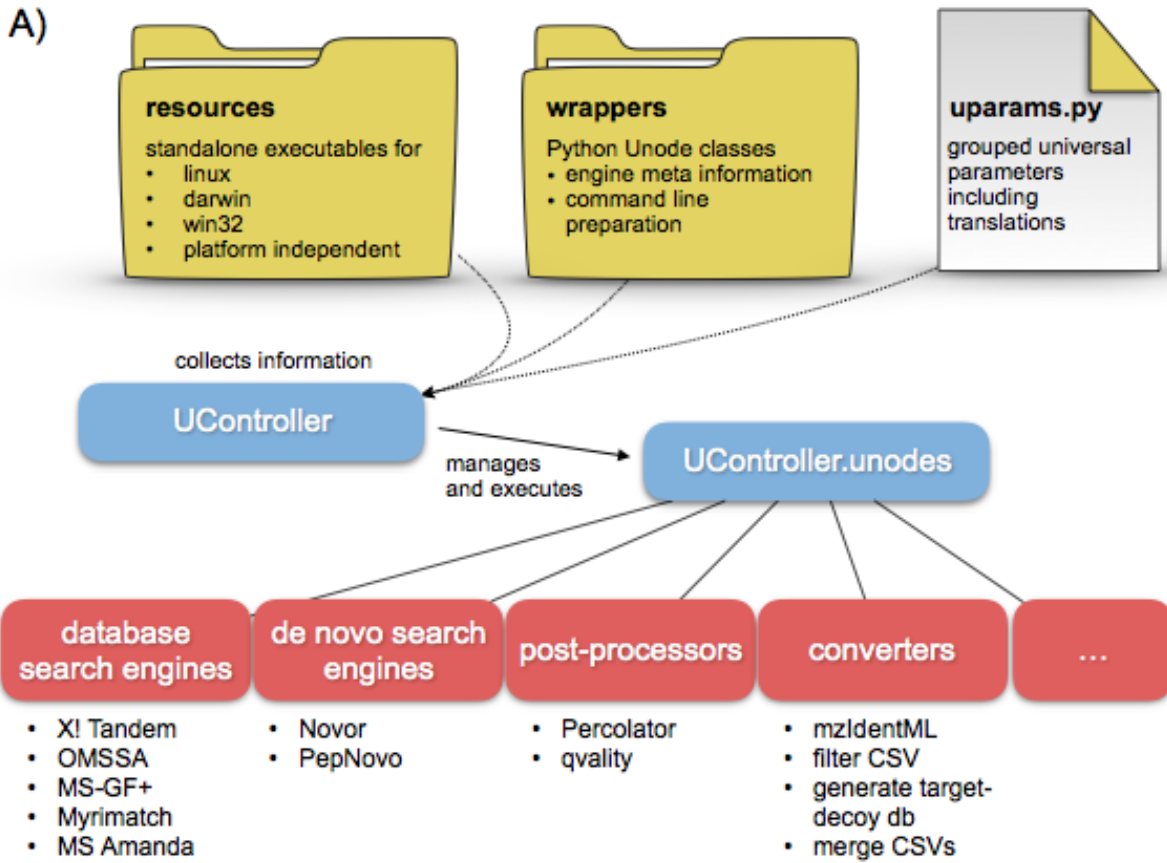 A)
resources
standalone executables for
• linux
• darwin
• win32
• platform independent
wrappers
Python Unode classes
• engine meta information
• command line
preparation
uparams.py
grouped universal
parameters
including
translations
collects information
UController
manages
and executes
UController.unodes
database
search engines
• X! Tandem
• OMSSA
• MS-GF+
• Myrimatch
• MS Amanda
de novo search
engines
• Novor
• PepNovo
post-processors
• Percolator
• qvality
converters
• mzIdentML
• filter CSV
• generate target-
decoy db
• merge CSVs
...